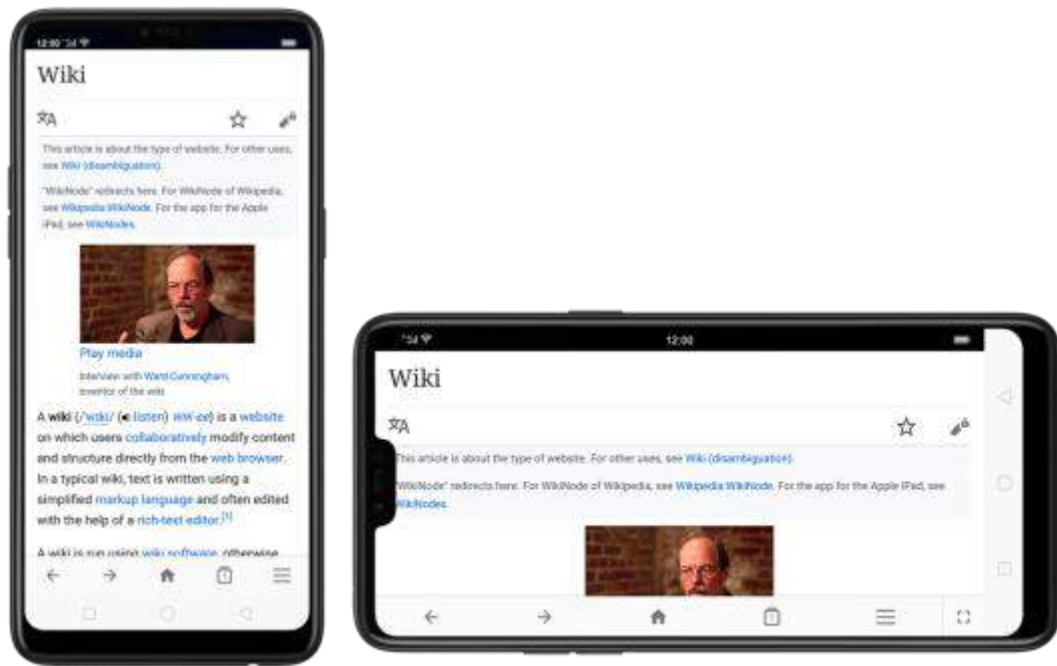 12:00
Wiki
This article is about the type of website. For other uses,
see Wiki (disambiguation).
"WikiNode" redirects here. For WikiNode of Wikipedia,
see Wikipedia:WikiNode. For the app for the Apple
iPad, see WikiNodes.
Play media
Interview with Ward Cunningham,
inventor of the wiki
A wiki (/ˈwɪki/ (listen) WIK-ee) is a website
on which users collaboratively modify content
and structure directly from the web browser.
In a typical wiki, text is written using a
simplified markup language and often edited
with the help of a rich-text editor.[1]
A wiki is run using wiki software, otherwise
12:00
Wiki
This article is about the type of website. For other uses, see Wiki (disambiguation).
"WikiNode" redirects here. For WikiNode of Wikipedia, see Wikipedia:WikiNode. For the app for the Apple iPad, see
WikiNodes.